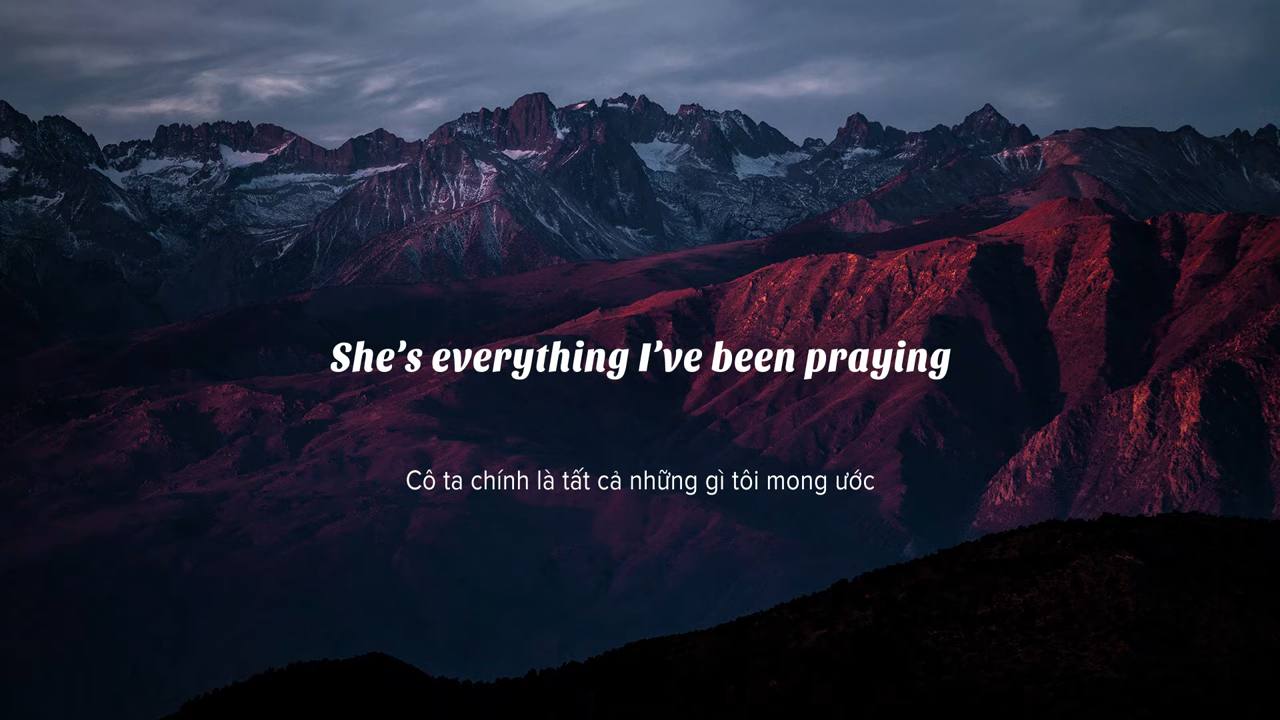 She’s everything I’ve been praying
Cô ta chính là tất cả những gì tôi mong ước